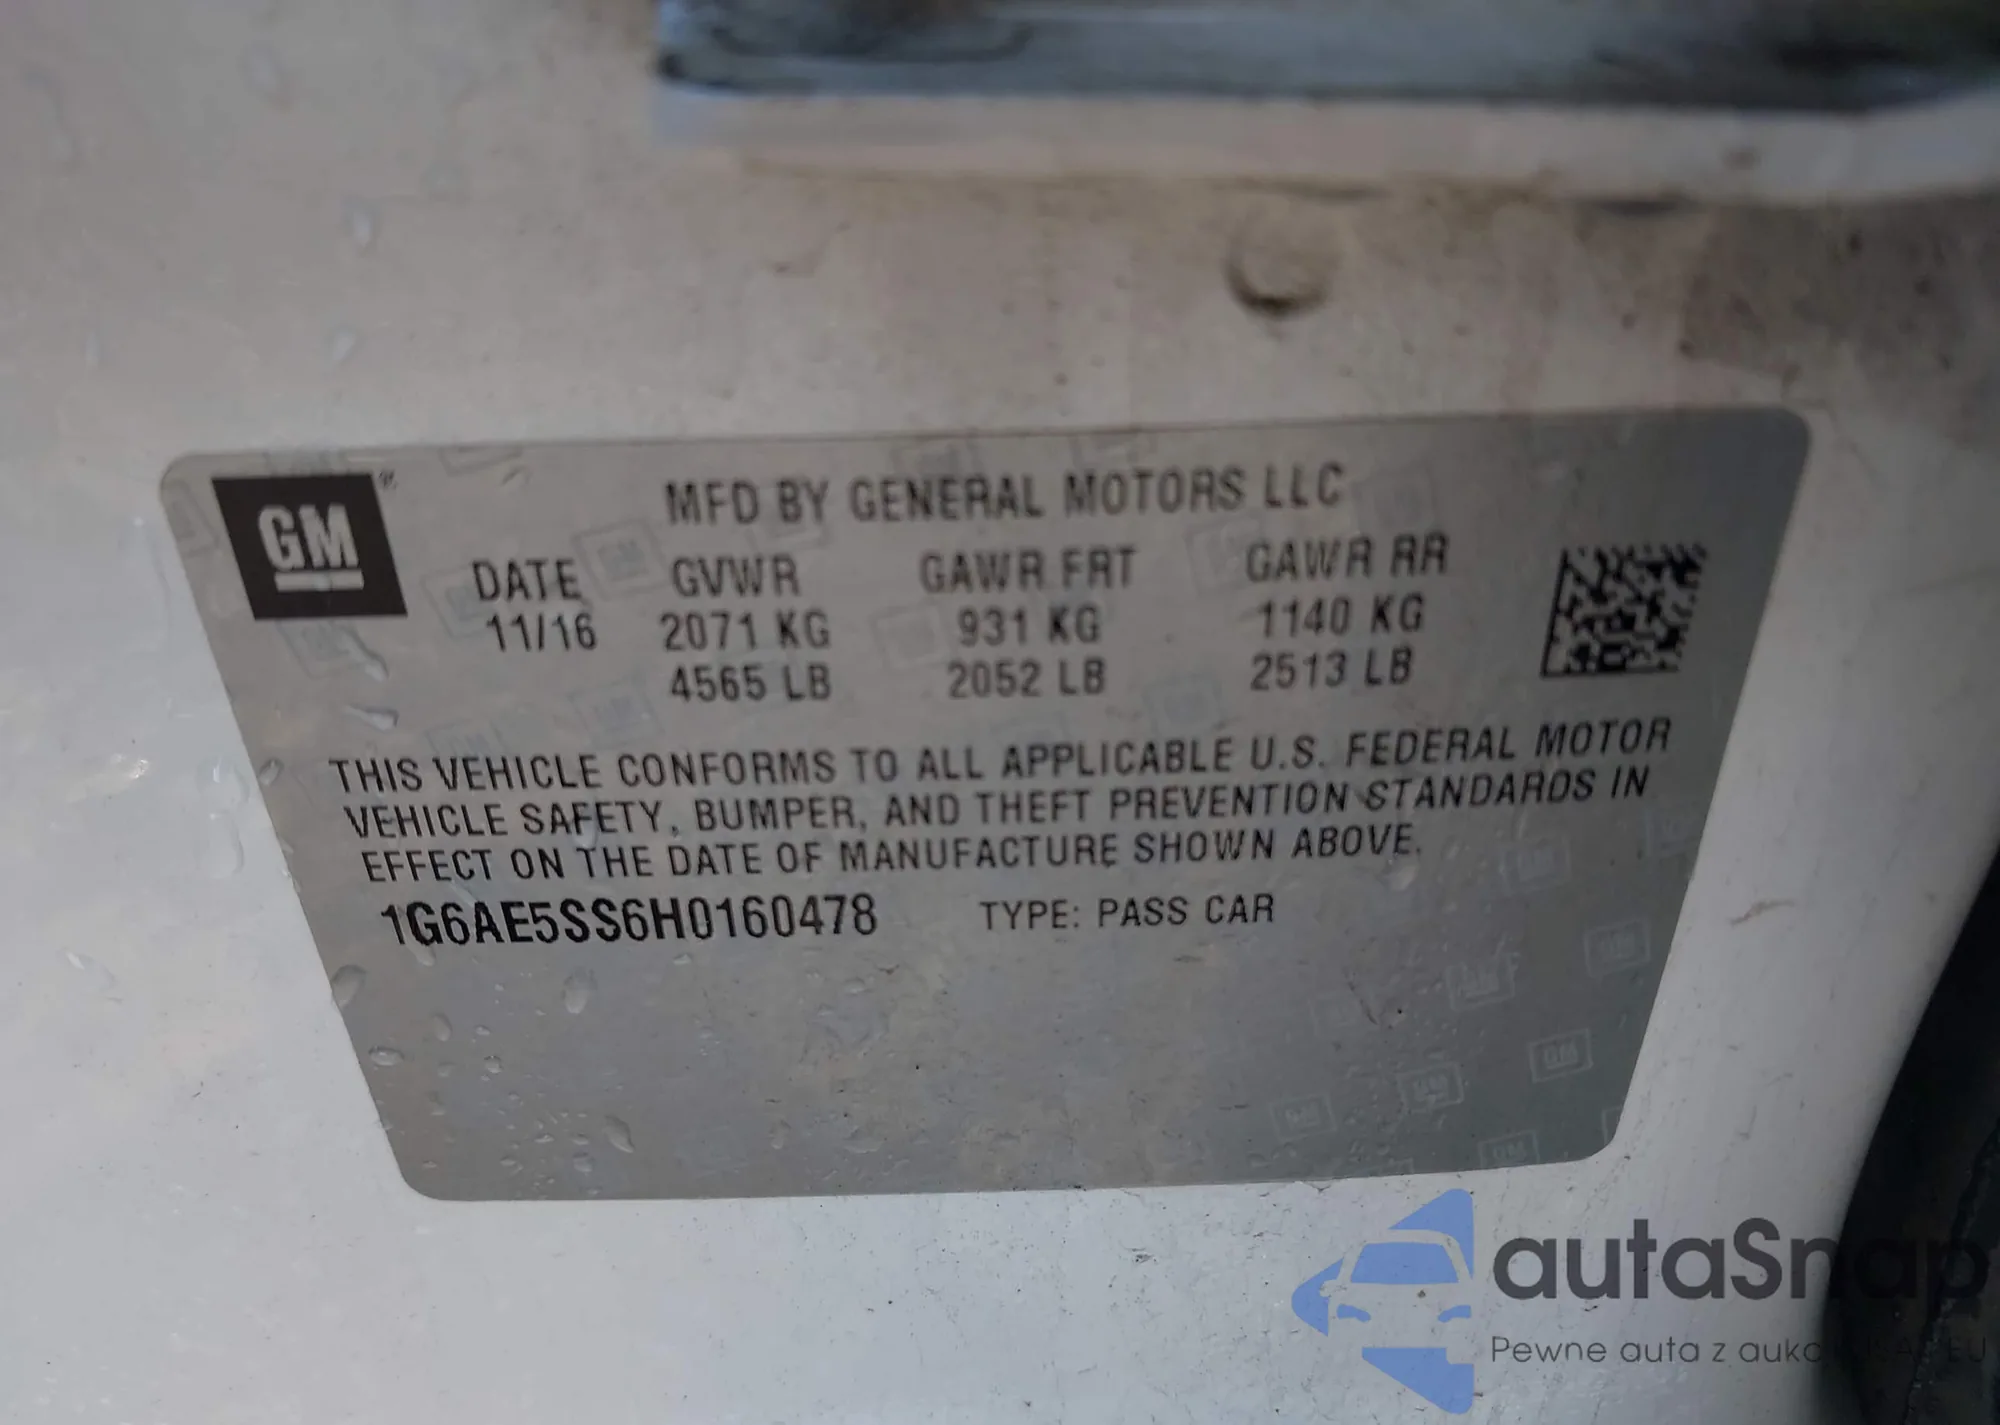 GM®
MFD BY GENERAL MOTORS LLC
DATE GVWR GAWR FRT GAWR RR
11/16 2071 KG 931 KG 1140 KG
4565 LB 2052 LB 2513 LB
THIS VEHICLE CONFORMS TO ALL APPLICABLE U.S. FEDERAL MOTOR
VEHICLE SAFETY, BUMPER, AND THEFT PREVENTION STANDARDS IN
EFFECT ON THE DATE OF MANUFACTURE SHOWN ABOVE.
1G6AE5SS6H0160478 TYPE: PASS CAR
autaSnap
Pewne auta z